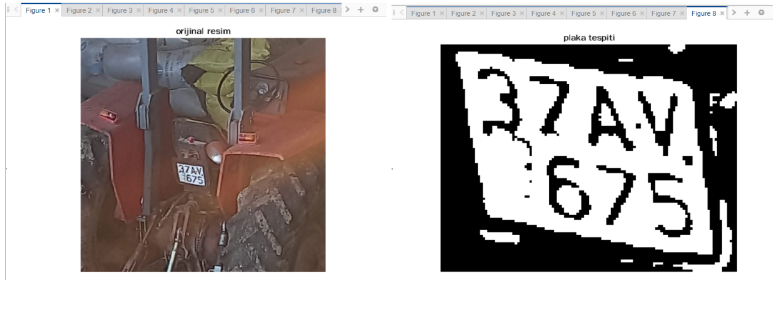 Figure 1 × Figure 2 × Figure 3 × Figure 4 × Figure 5 × Figure 6 × Figure 7 × Figure 8
orijinal resim
37AV
675
Figure 1 × Figure 2 × Figure 3 × Figure 4 × Figure 5 × Figure 6 × Figure 7 × Figure 8 ×
plaka tespiti
37A.V.
675